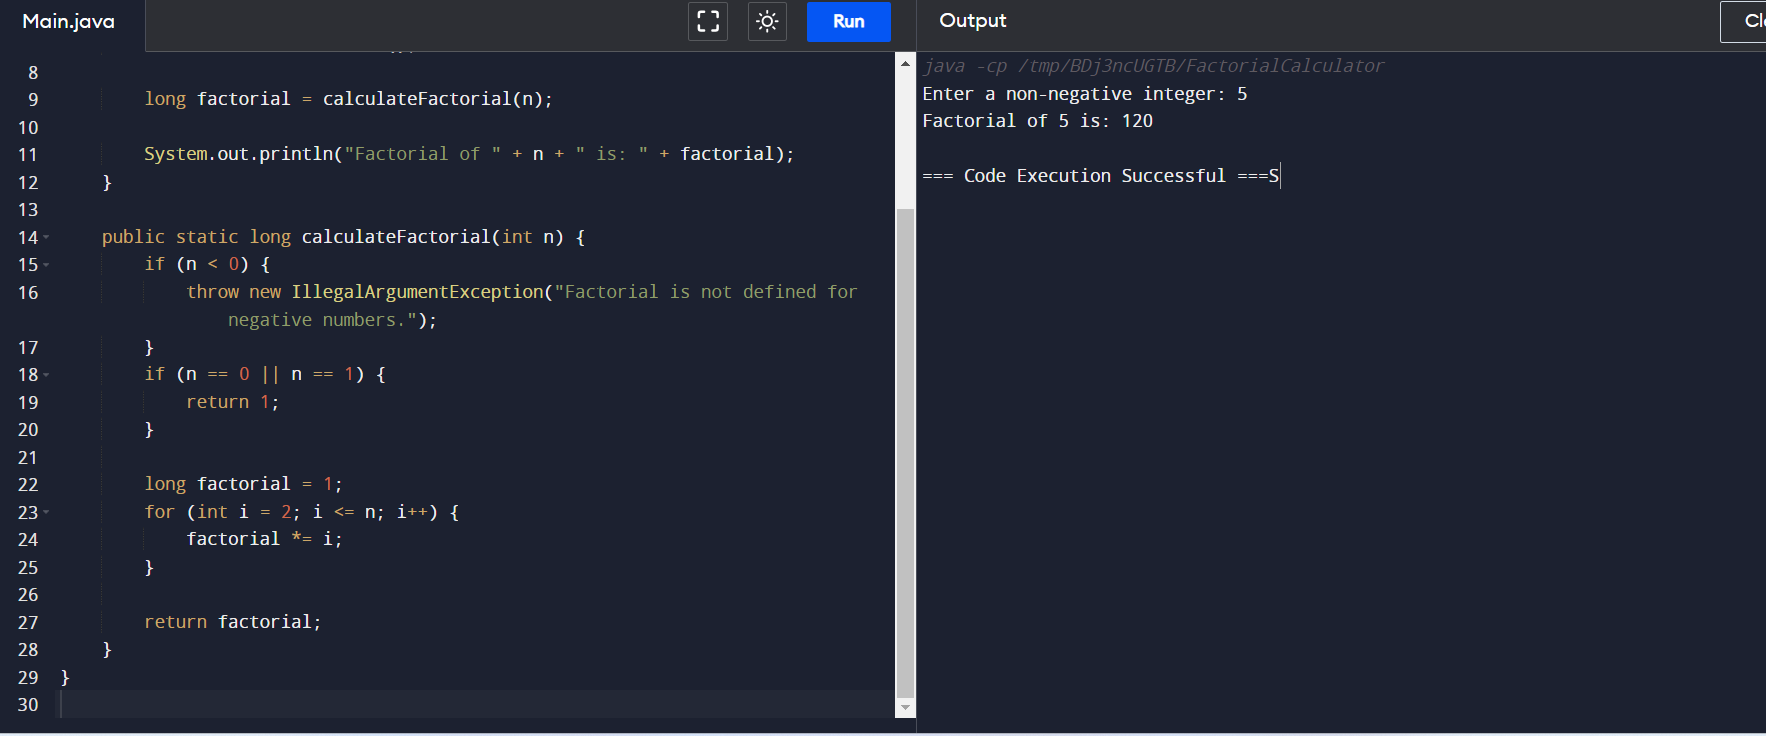 Main.java
Run
8
9 long factorial = calculateFactorial(n);
10
11 System.out.println("Factorial of " + n + " is: " + factorial);
12 }
13
14 public static long calculateFactorial(int n) {
15 if (n < 0) {
16 throw new IllegalArgumentException("Factorial is not defined for
negative numbers.");
17 }
18 if (n == 0 || n == 1) {
19 return 1;
20 }
21
22 long factorial = 1;
23 for (int i = 2; i <= n; i++) {
24 factorial *= i;
25 }
26
27 return factorial;
28 }
29 }
30
Output
java -cp /tmp/BDj3ncUGTB/FactorialCalculator
Enter a non-negative integer: 5
Factorial of 5 is: 120
=== Code Execution Successful ===S